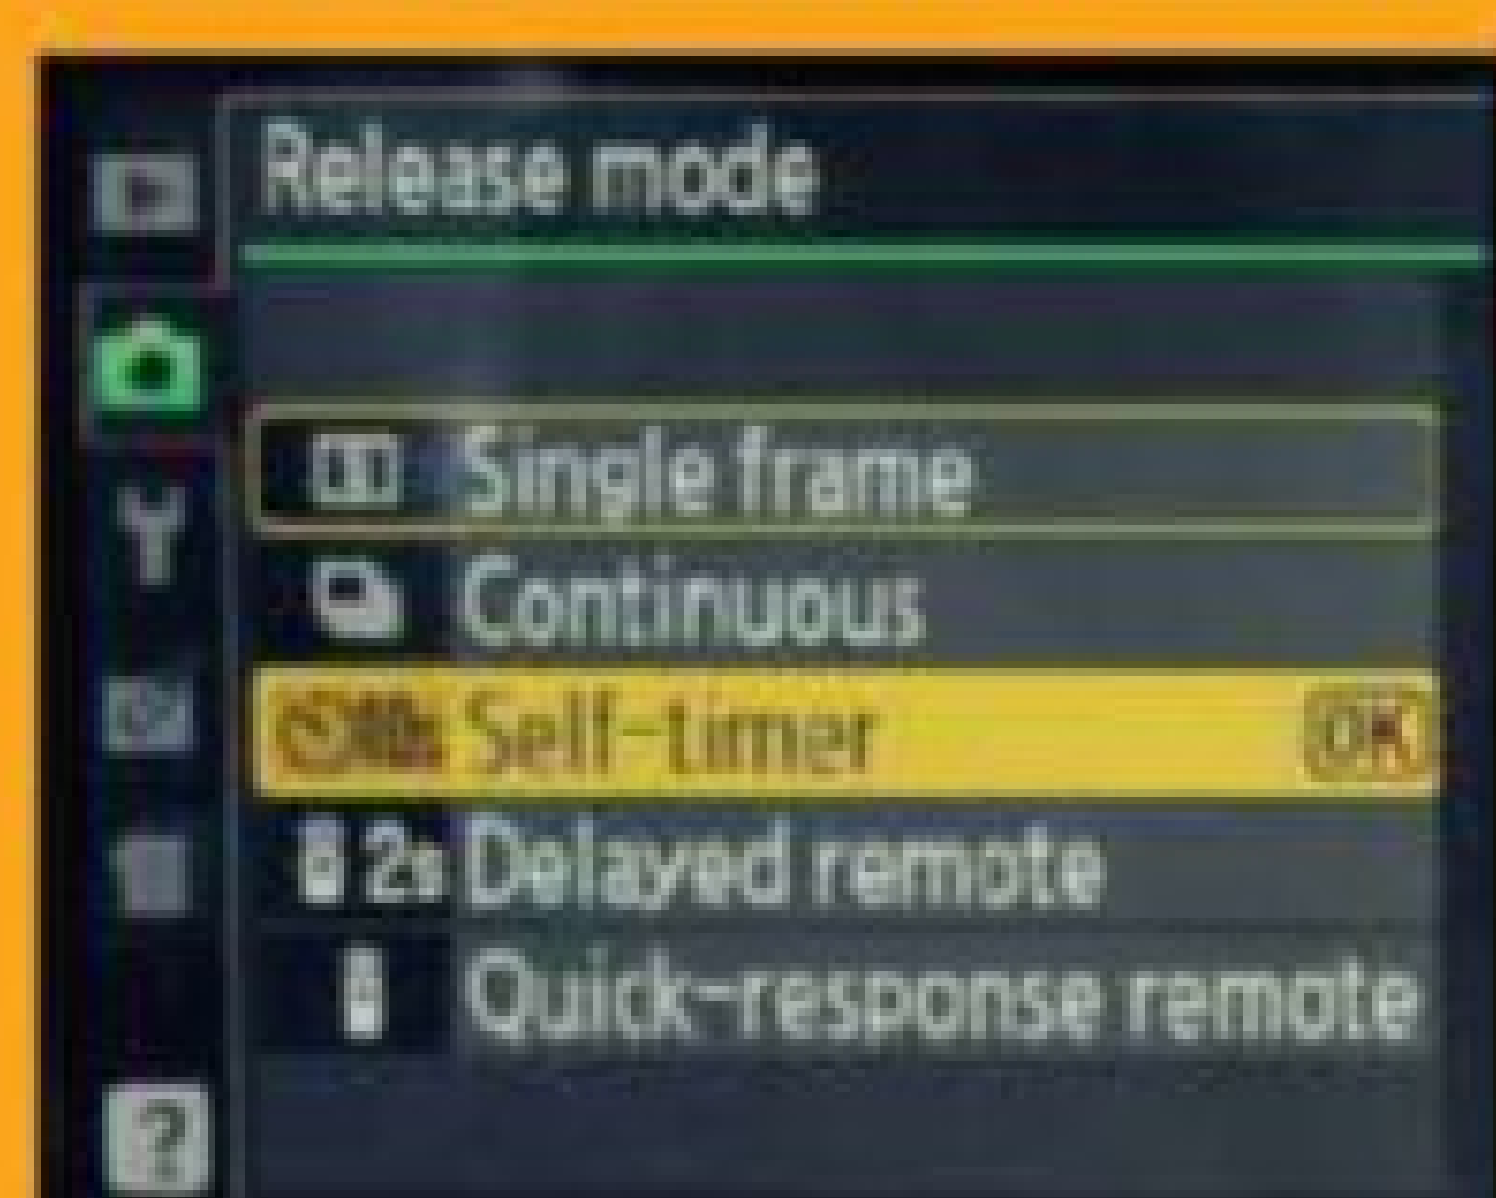 Release mode
Single frame
Continuous
Self-timer OK
2s Delayed remote
Quick-response remote
?